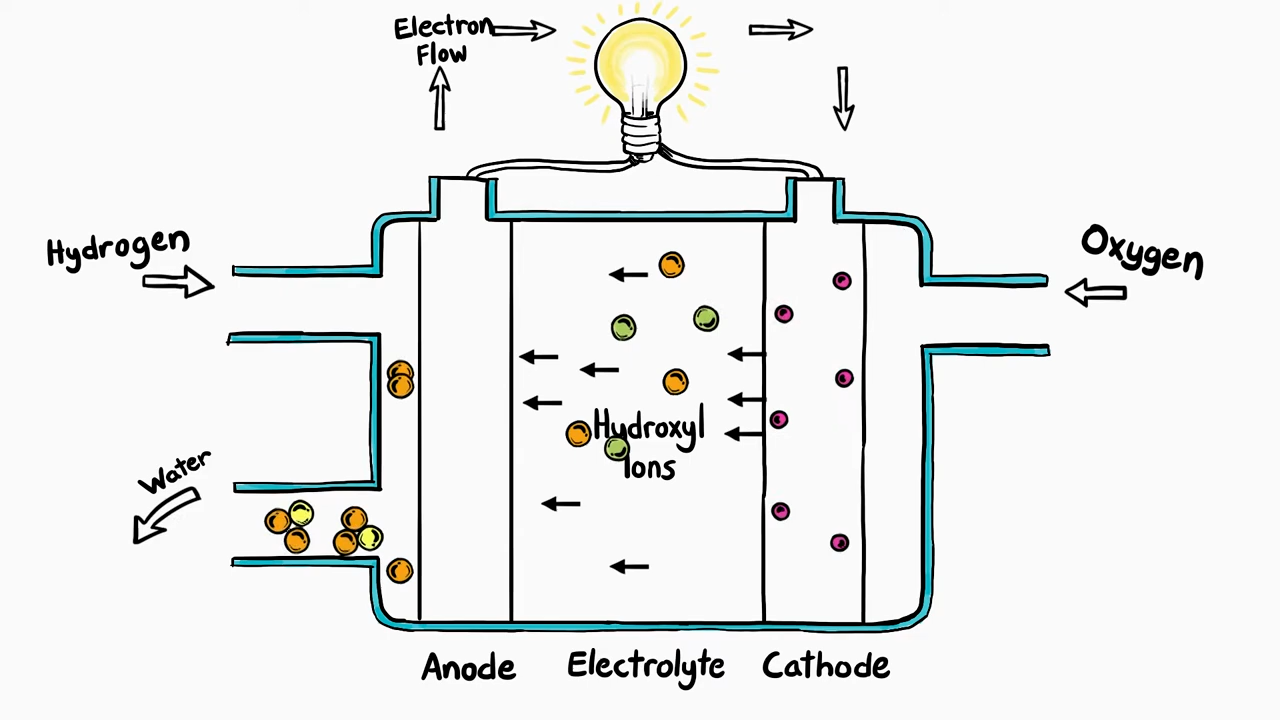 Electron
Flow
Hydrogen
Oxygen
Hydroxyl
Ions
Water
Anode
Electrolyte
Cathode